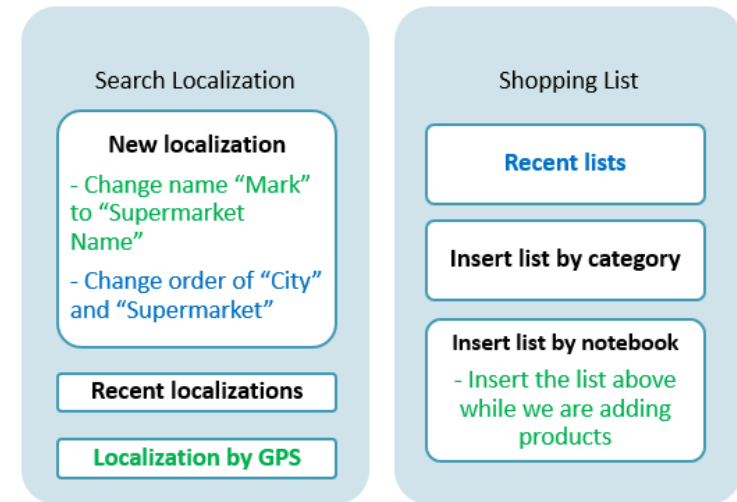 Search Localization
New localization
- Change name “Mark”
to “Supermarket
Name”
- Change order of “City”
and “Supermarket”
Recent localizations
Localization by GPS
Shopping List
Recent lists
Insert list by category
Insert list by notebook
- Insert the list above
while we are adding
products